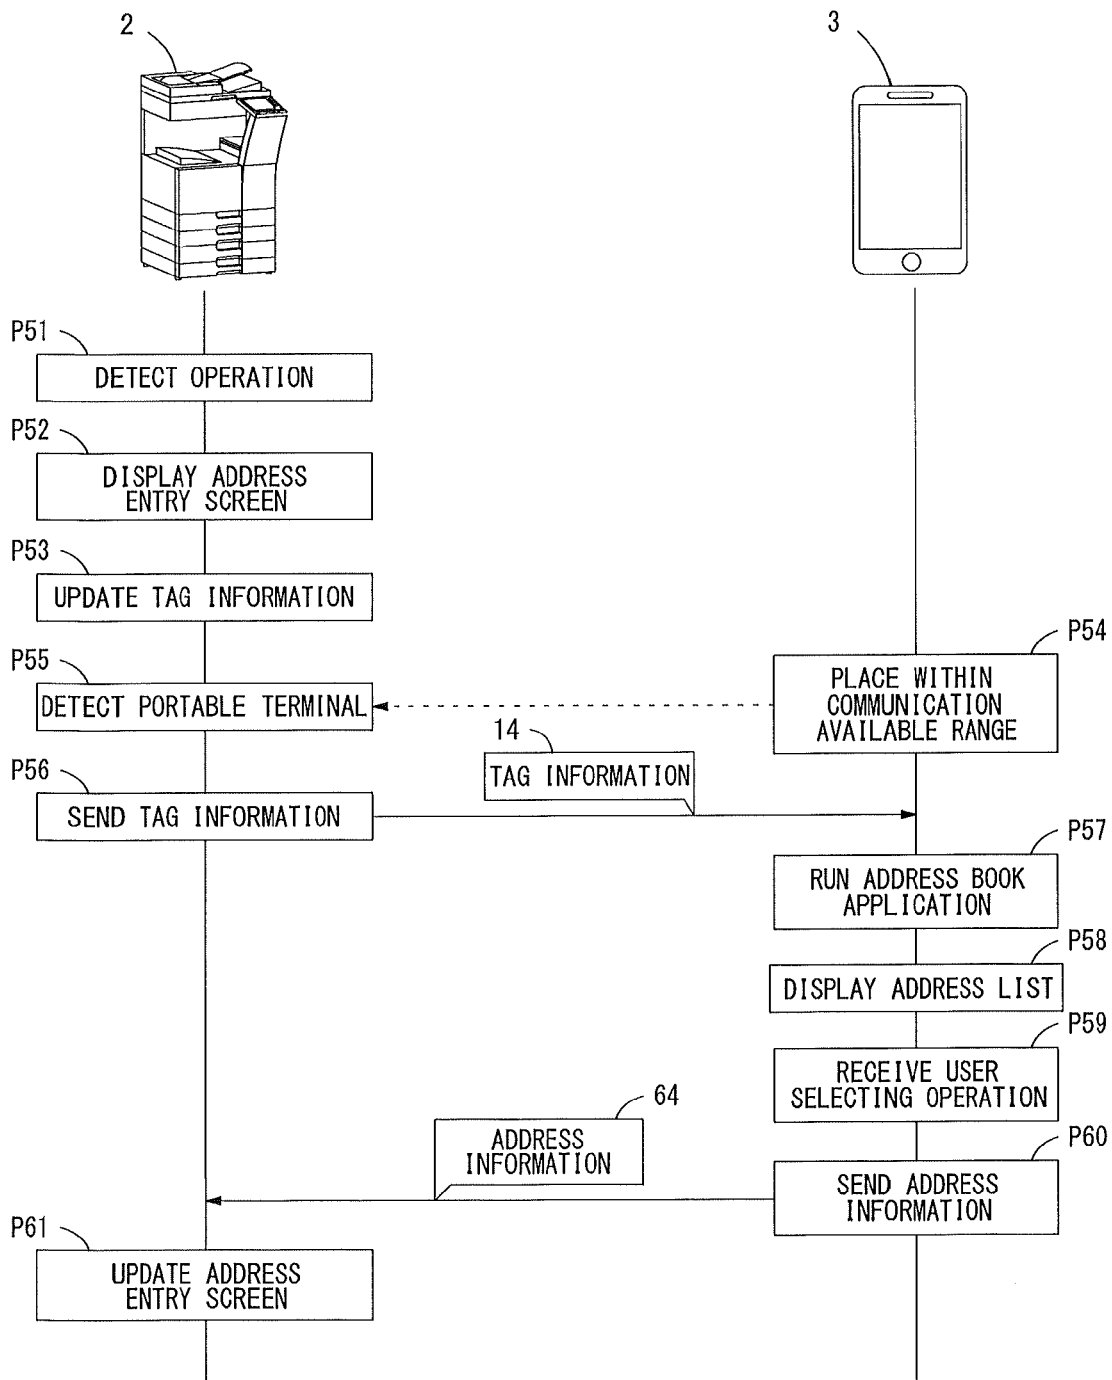 2
3
P51
DETECT OPERATION
P52
DISPLAY ADDRESS
ENTRY SCREEN
P53
UPDATE TAG INFORMATION
P54
PLACE WITHIN
COMMUNICATION
AVAILABLE RANGE
P55
DETECT PORTABLE TERMINAL
14
TAG INFORMATION
P56
SEND TAG INFORMATION
P57
RUN ADDRESS BOOK
APPLICATION
P58
DISPLAY ADDRESS LIST
P59
RECEIVE USER
SELECTING OPERATION
64
ADDRESS
INFORMATION
P60
SEND ADDRESS
INFORMATION
P61
UPDATE ADDRESS
ENTRY SCREEN